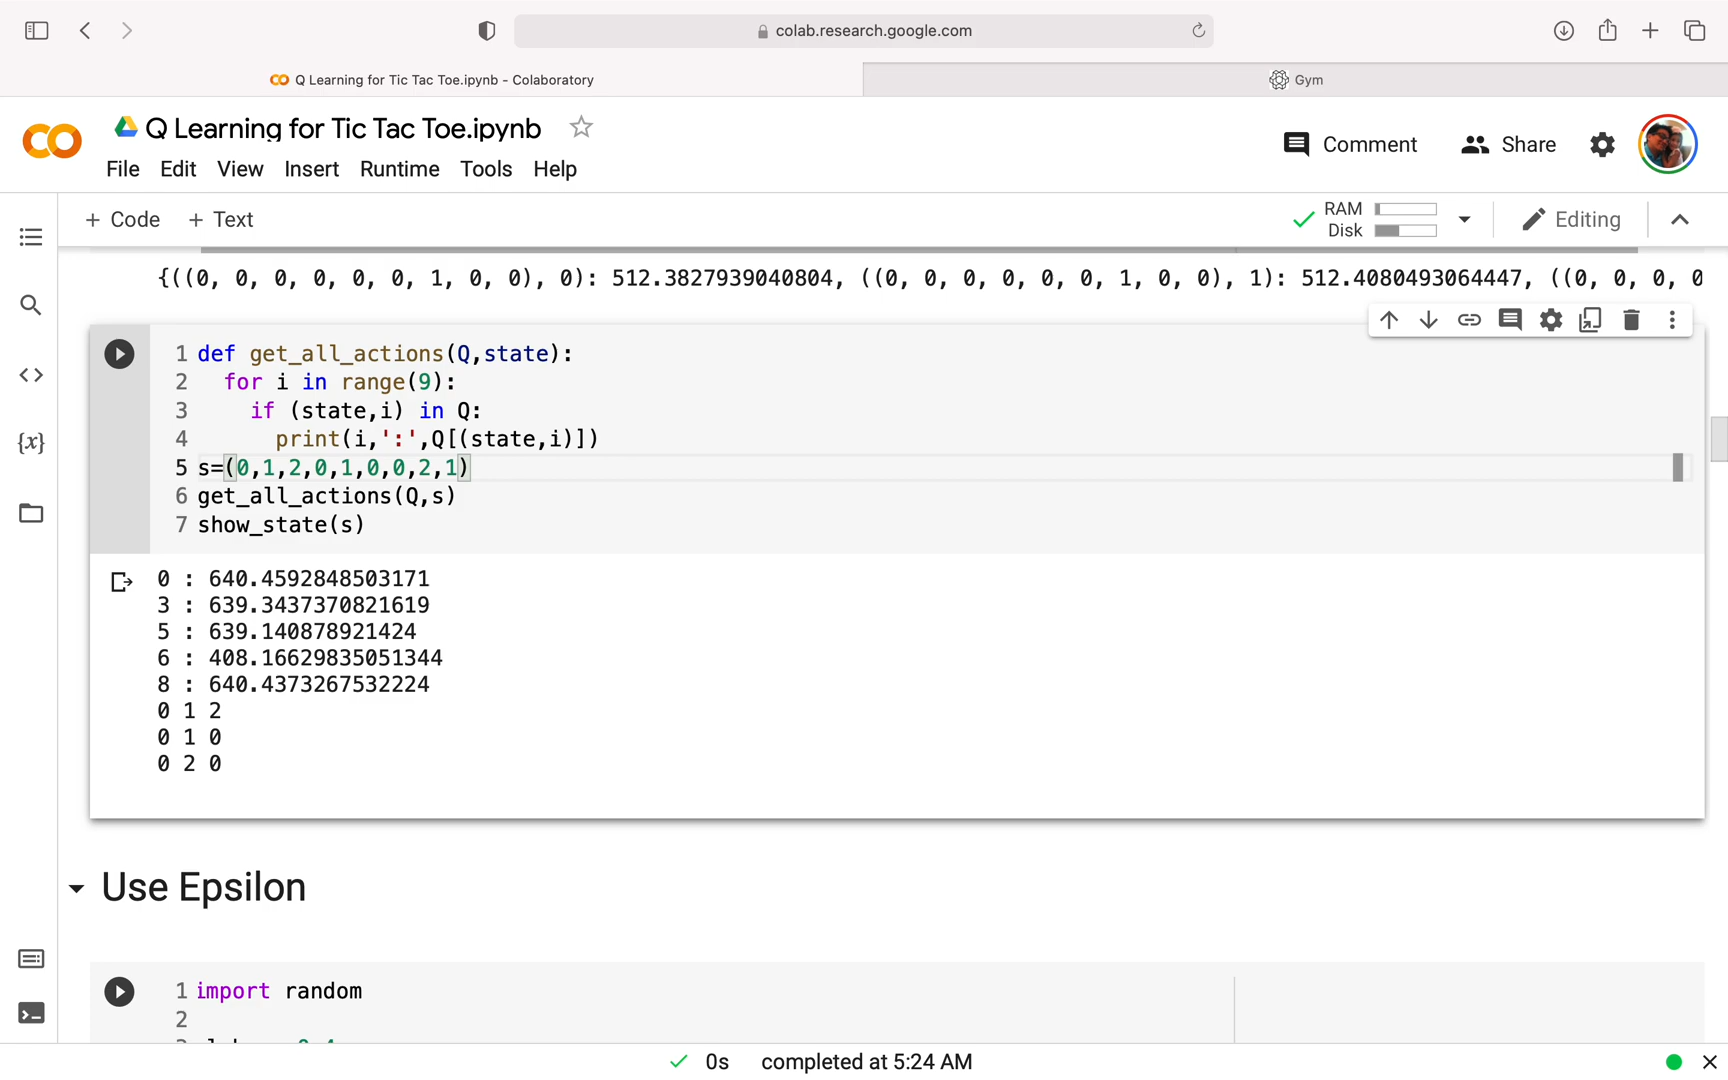 colab.research.google.com
Q Learning for Tic Tac Toe.ipynb - Colaboratory
Gym
Q Learning for Tic Tac Toe.ipynb
Comment
Share
File Edit View Insert Runtime Tools Help
+ Code + Text
RAM
Disk
Editing
{((0, 0, 0, 0, 0, 0, 1, 0, 0), 0): 512.3827939040804, ((0, 0, 0, 0, 0, 0, 1, 0, 0), 1): 512.4080493064447, ((0, 0, 0, 0
1 def get_all_actions(Q,state):
2 for i in range(9):
3 if (state,i) in Q:
4 print(i,':',Q[(state,i)])
5 s=(0,1,2,0,1,0,0,2,1)
6 get_all_actions(Q,s)
7 show_state(s)
0 : 640.4592848503171
3 : 639.3437370821619
5 : 639.140878921424
6 : 408.16629835051344
8 : 640.4373267532224
0 1 2
0 1 0
0 2 0
Use Epsilon
1 import random
2
0s completed at 5:24 AM